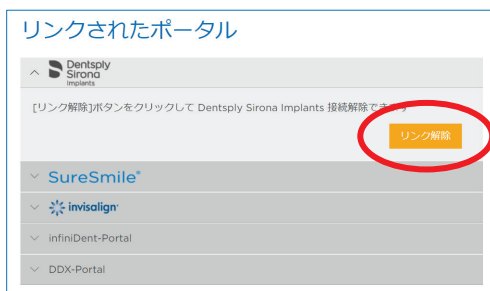 リンクされたポータル
Dentsply
Sirona
Implants
[リンク解除]ボタンをクリックして Dentsply Sirona Implants 接続解除できます
リンク解除
SureSmile®
invisalign
infiniDent-Portal
DDX-Portal